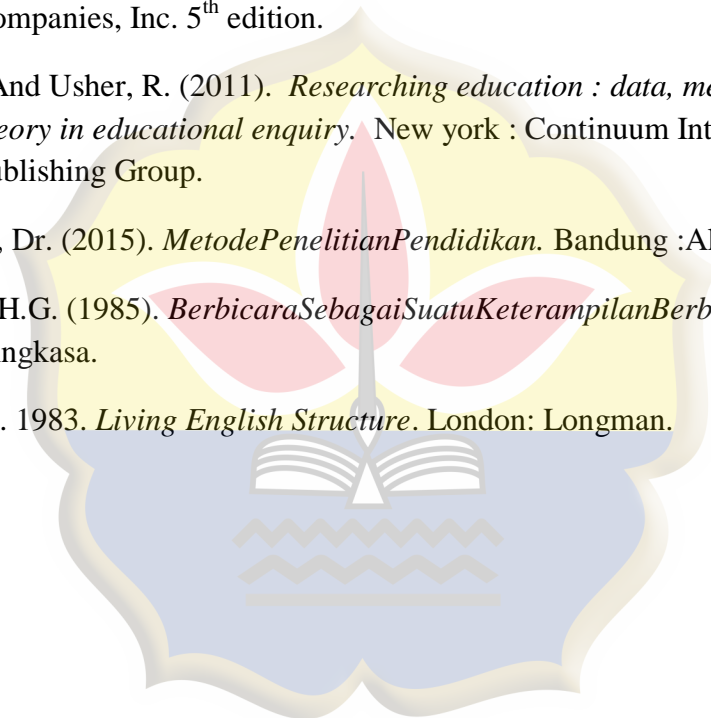 ompanies, Inc. 5th edition.
And Usher, R. (2011). Researching education : data, me
eory in educational enquiry. New york : Continuum Int
ublishing Group.
, Dr. (2015). MetodePenelitianPendidikan. Bandung :Al
H.G. (1985). BerbicaraSebagaiSuatuKeterampilanBerb
ngkasa.
. 1983. Living English Structure. London: Longman.